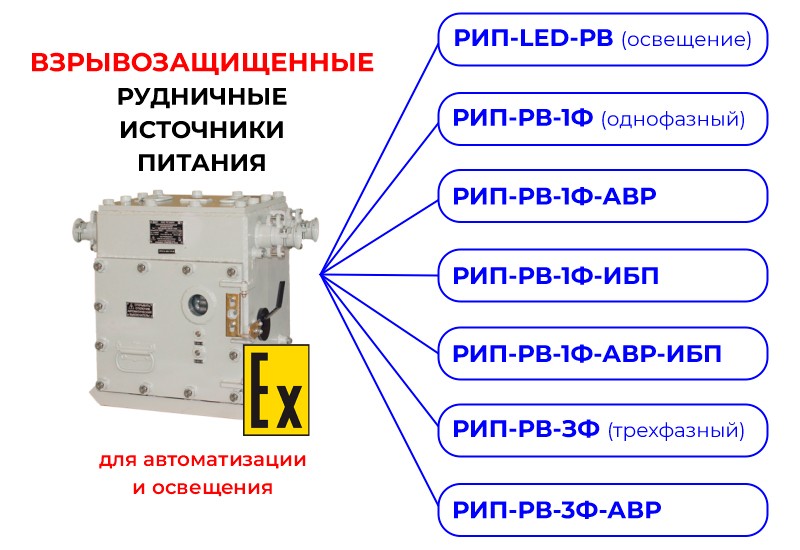 ВЗРЫВОЗАЩИЩЕННЫЕ
РУДНИЧНЫЕ
ИСТОЧНИКИ
ПИТАНИЯ
Ex
для автоматизации
и освещения
РИП-LED-РВ (освещение)
РИП-РВ-1Ф (однофазный)
РИП-РВ-1Ф-АВР
РИП-РВ-1Ф-ИБП
РИП-РВ-1Ф-АВР-ИБП
РИП-РВ-3Ф (трехфазный)
РИП-РВ-3Ф-АВР